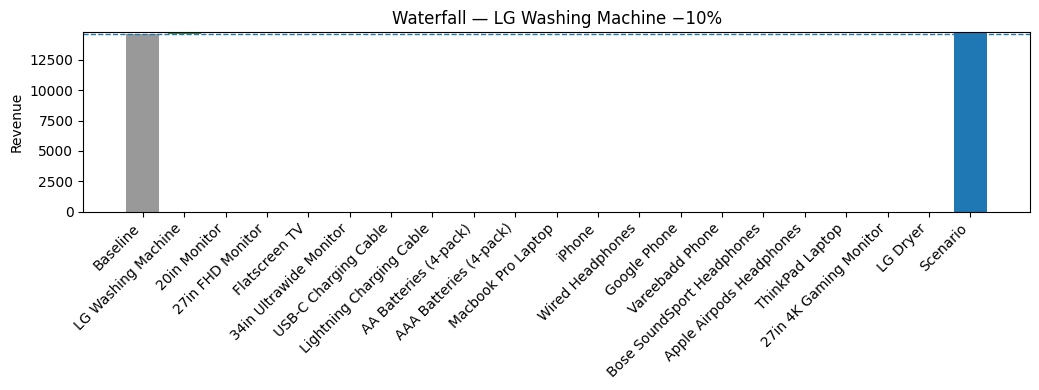 Waterfall — LG Washing Machine −10%
Revenue
12500
10000
7500
5000
2500
0
Baseline
LG Washing Machine
20in Monitor
27in FHD Monitor
Flatscreen TV
34in Ultrawide Monitor
USB-C Charging Cable
Lightning Charging Cable
AA Batteries (4-pack)
AAA Batteries (4-pack)
Macbook Pro Laptop
iPhone
Wired Headphones
Google Phone
Vareebadd Phone
Bose SoundSport Headphones
Apple Airpods Headphones
ThinkPad Laptop
27in 4K Gaming Monitor
LG Dryer
Scenario